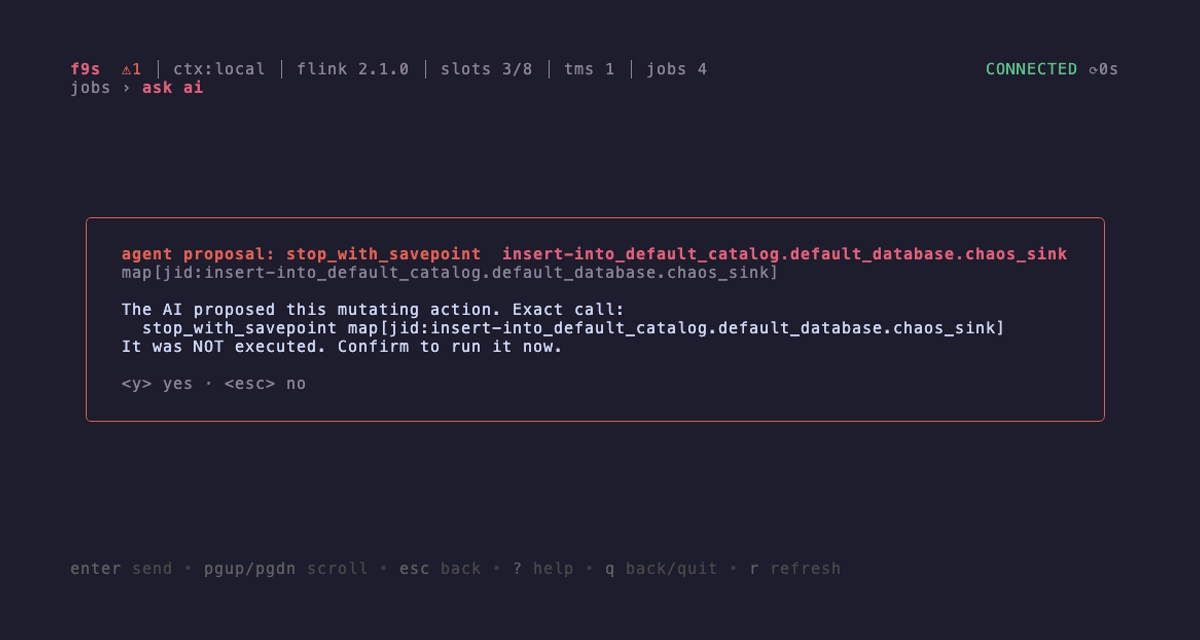 f9s ⚠1 │ ctx:local │ flink 2.1.0 │ slots 3/8 │ tms 1 │ jobs 4 CONNECTED ⟳0s
jobs › ask ai
agent proposal: stop_with_savepoint insert-into_default_catalog.default_database.chaos_sink
map[jid:insert-into_default_catalog.default_database.chaos_sink]
The AI proposed this mutating action. Exact call:
stop_with_savepoint map[jid:insert-into_default_catalog.default_database.chaos_sink]
It was NOT executed. Confirm to run it now.
<y> yes · <esc> no
enter send • pgup/pgdn scroll • esc back • ? help • q back/quit • r refresh